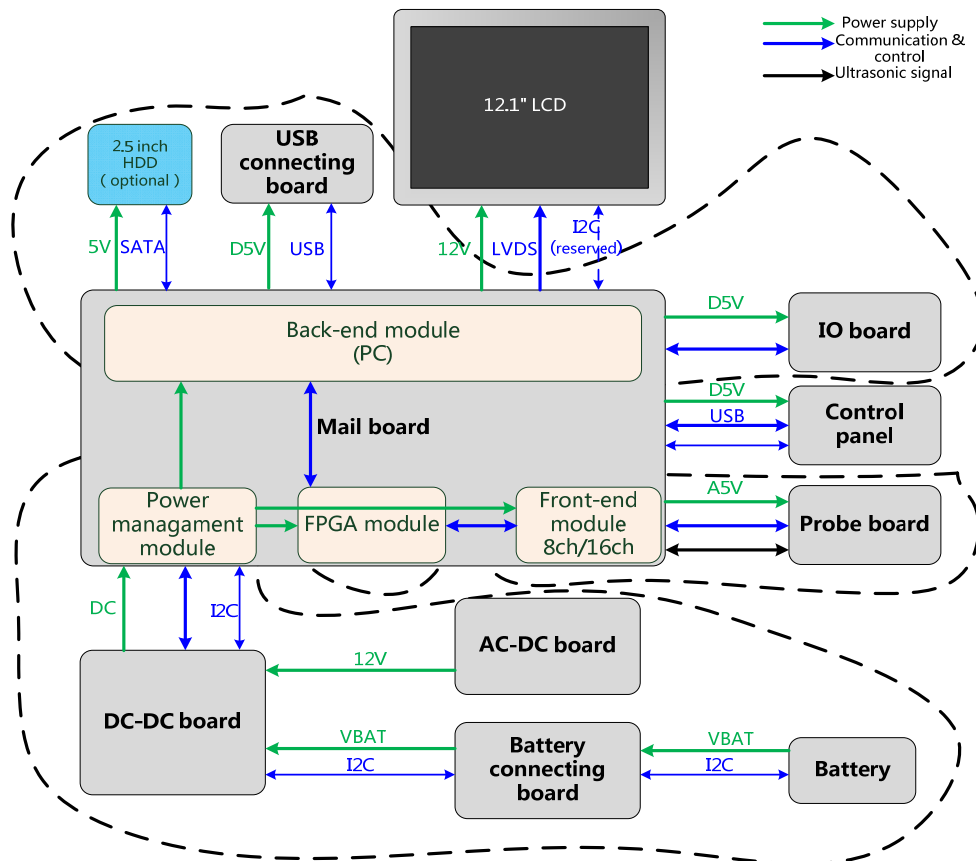 Power supply
Communication &
control
Ultrasonic signal
12.1" LCD
2.5 inch
HDD
( optional )
USB
connecting
board
5V
SATA
D5V
USB
12V
LVDS
I2C
(reserved)
Back-end module
(PC)
D5V
IO board
D5V
USB
Control
panel
Mail board
Power
managament
module
FPGA module
Front-end
module
8ch/16ch
A5V
Probe board
DC
I2C
AC-DC board
12V
DC-DC board
VBAT
I2C
Battery
connecting
board
VBAT
I2C
Battery